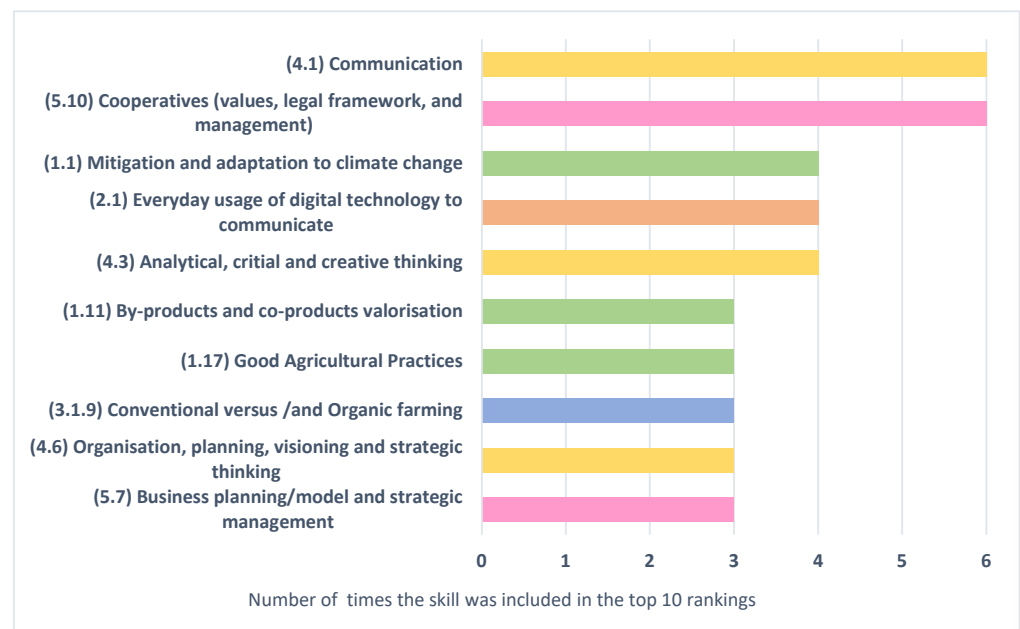 (4.1) Communication
(5.10) Cooperatives (values, legal framework, and
management)
(1.1) Mitigation and adaptation to climate change
(2.1) Everyday usage of digital technology to
communicate
(4.3) Analytical, critial and creative thinking
(1.11) By-products and co-products valorisation
(1.17) Good Agricultural Practices
(3.1.9) Conventional versus /and Organic farming
(4.6) Organisation, planning, visioning and strategic
thinking
(5.7) Business planning/model and strategic
management
0 1 2 3 4 5 6
Number of  times the skill was included in the top 10 rankings